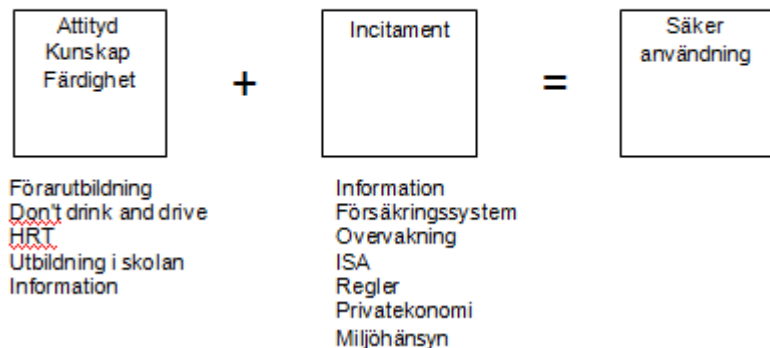 Attityd
Kunskap
Färdighet
+
Incitament
=
Säker
användning
Förarutbildning
Don't drink and drive
HRT
Utbildning i skolan
Information
Information
Försäkringssystem
Overvakning
ISA
Regler
Privatekonomi
Miljöhänsyn